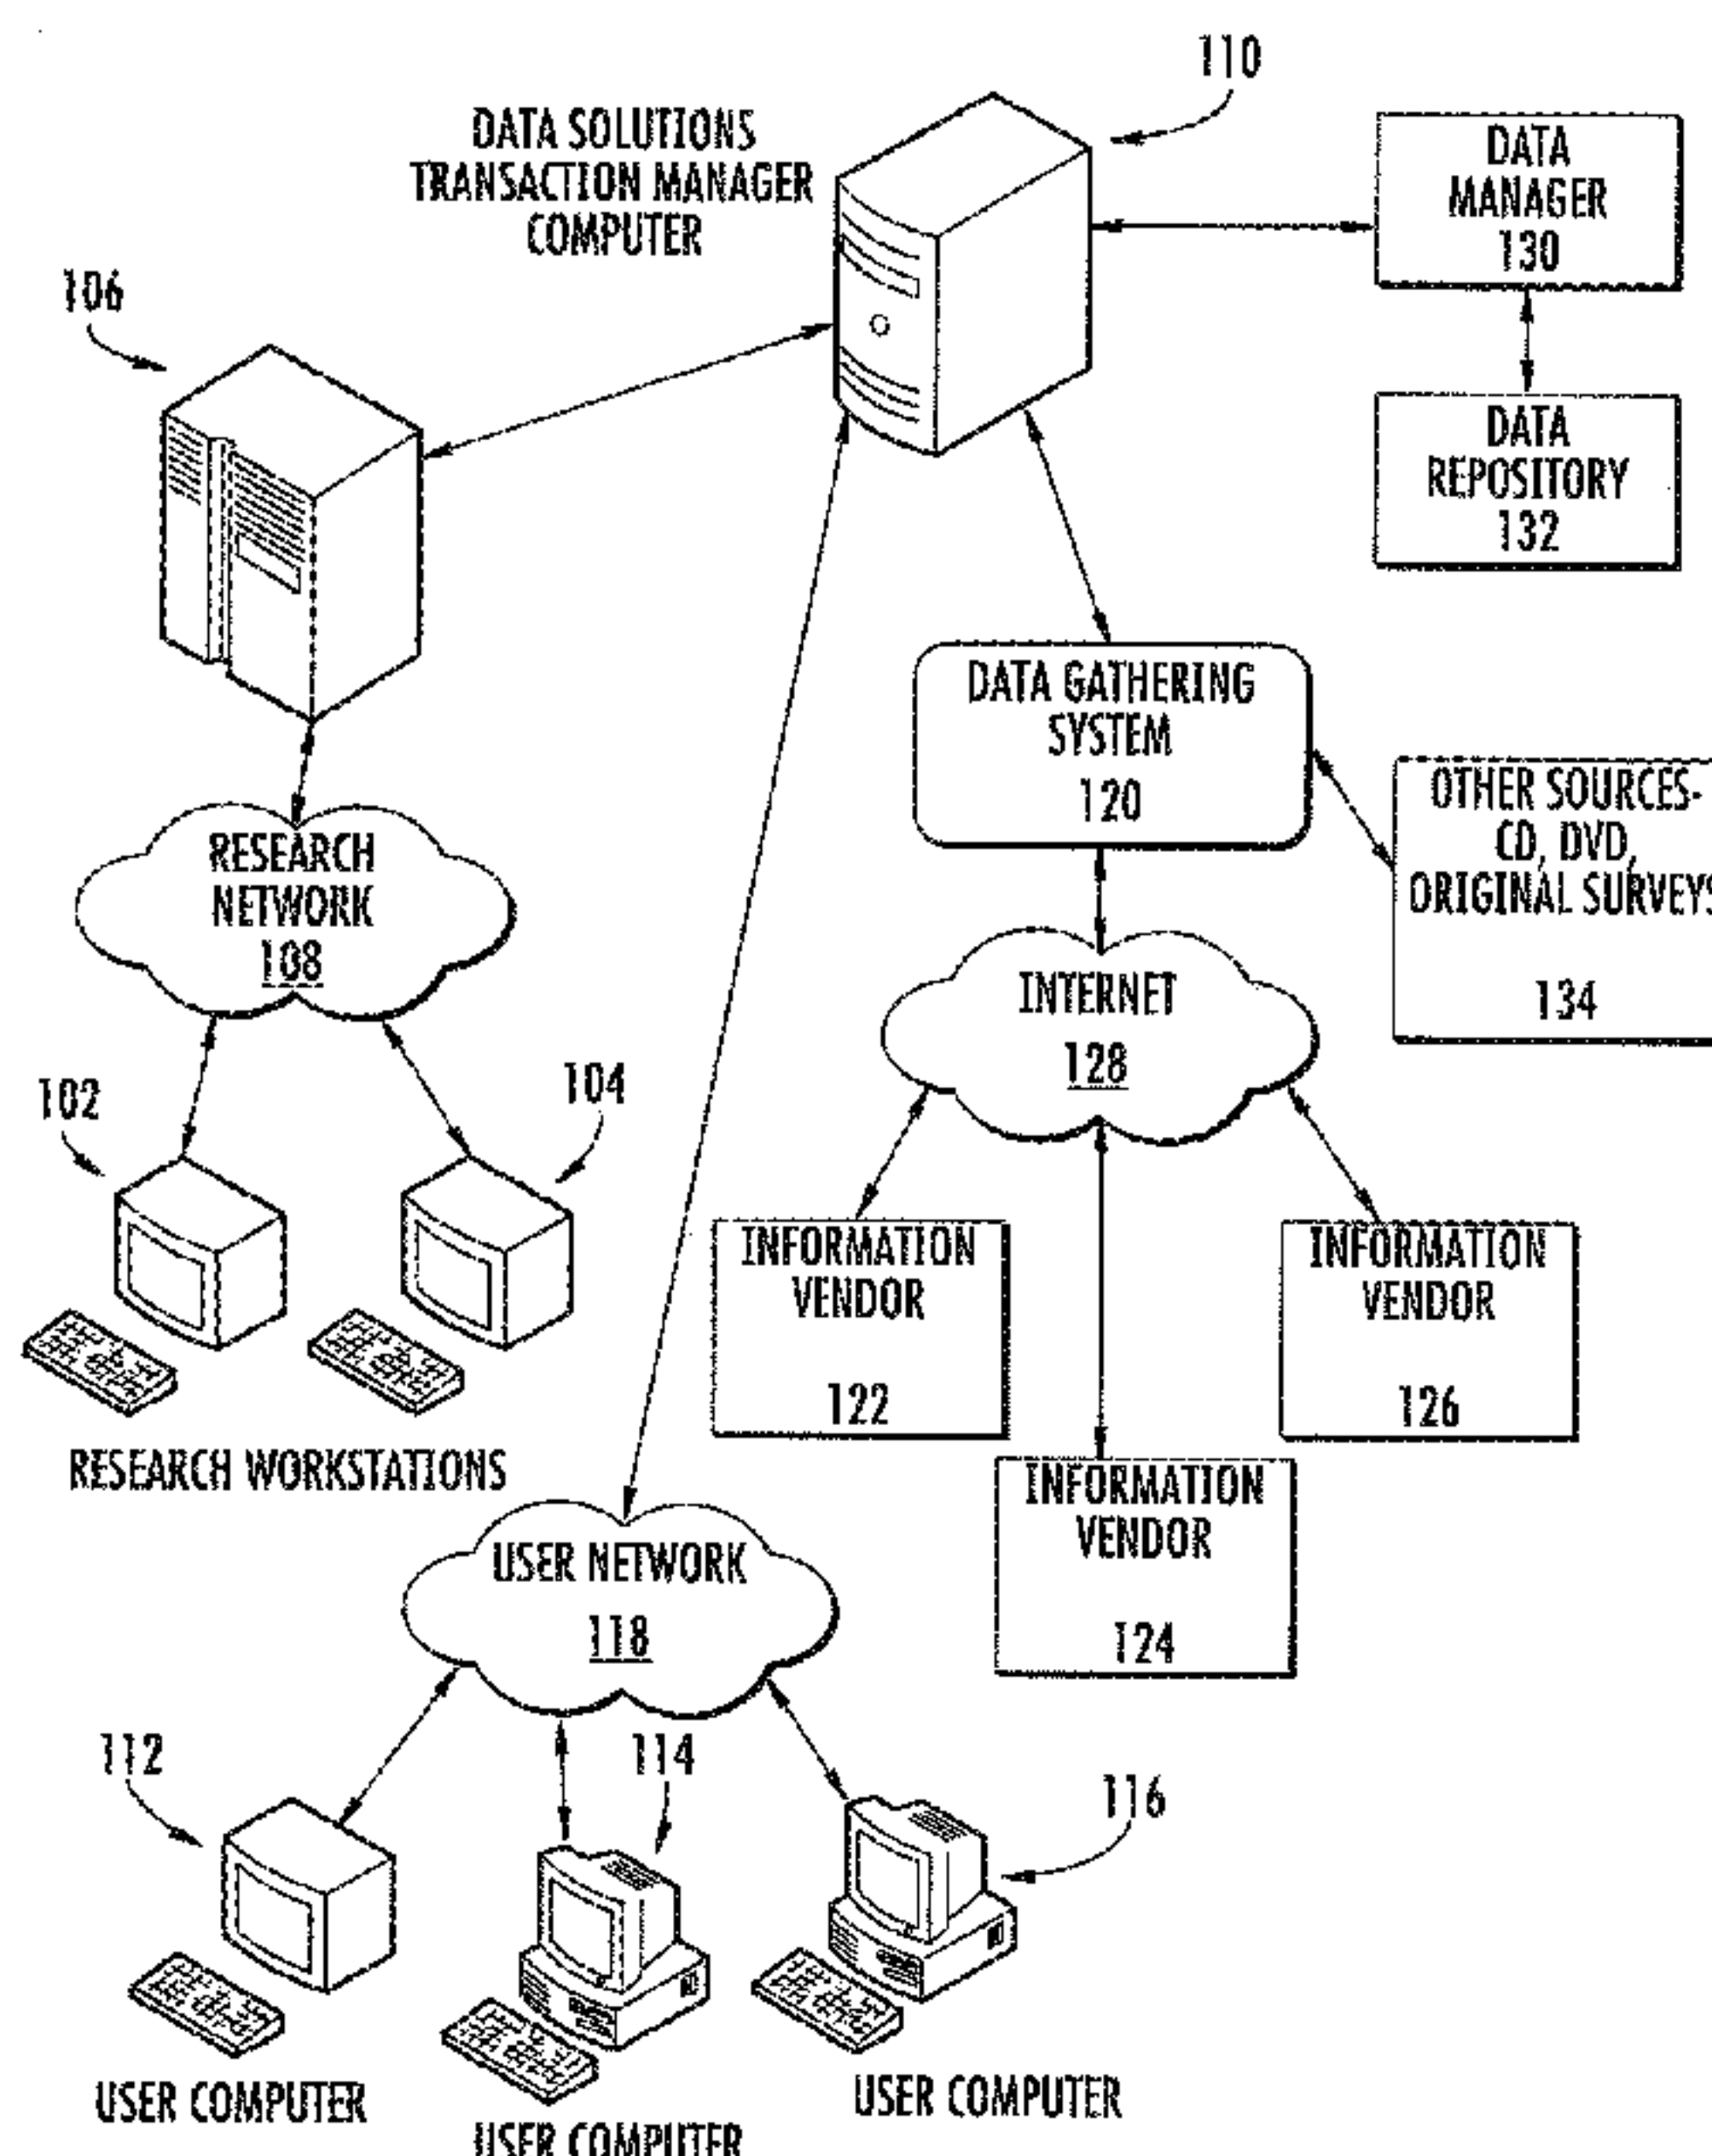 110
DATA SOLUTIONS
TRANSACTION MANAGER
COMPUTER
DATA
MANAGER
130
106
DATA
REPOSITORY
132
DATA GATHERING
SYSTEM
120
OTHER SOURCES-
CD, DVD,
ORIGINAL SURVEYS
134
RESEARCH
NETWORK
108
INTERNET
128
102
104
INFORMATION
VENDOR
122
INFORMATION
VENDOR
126
RESEARCH WORKSTATIONS
INFORMATION
VENDOR
124
USER NETWORK
118
112
114
116
USER COMPUTER
USER COMPUTER
USER COMPUTER